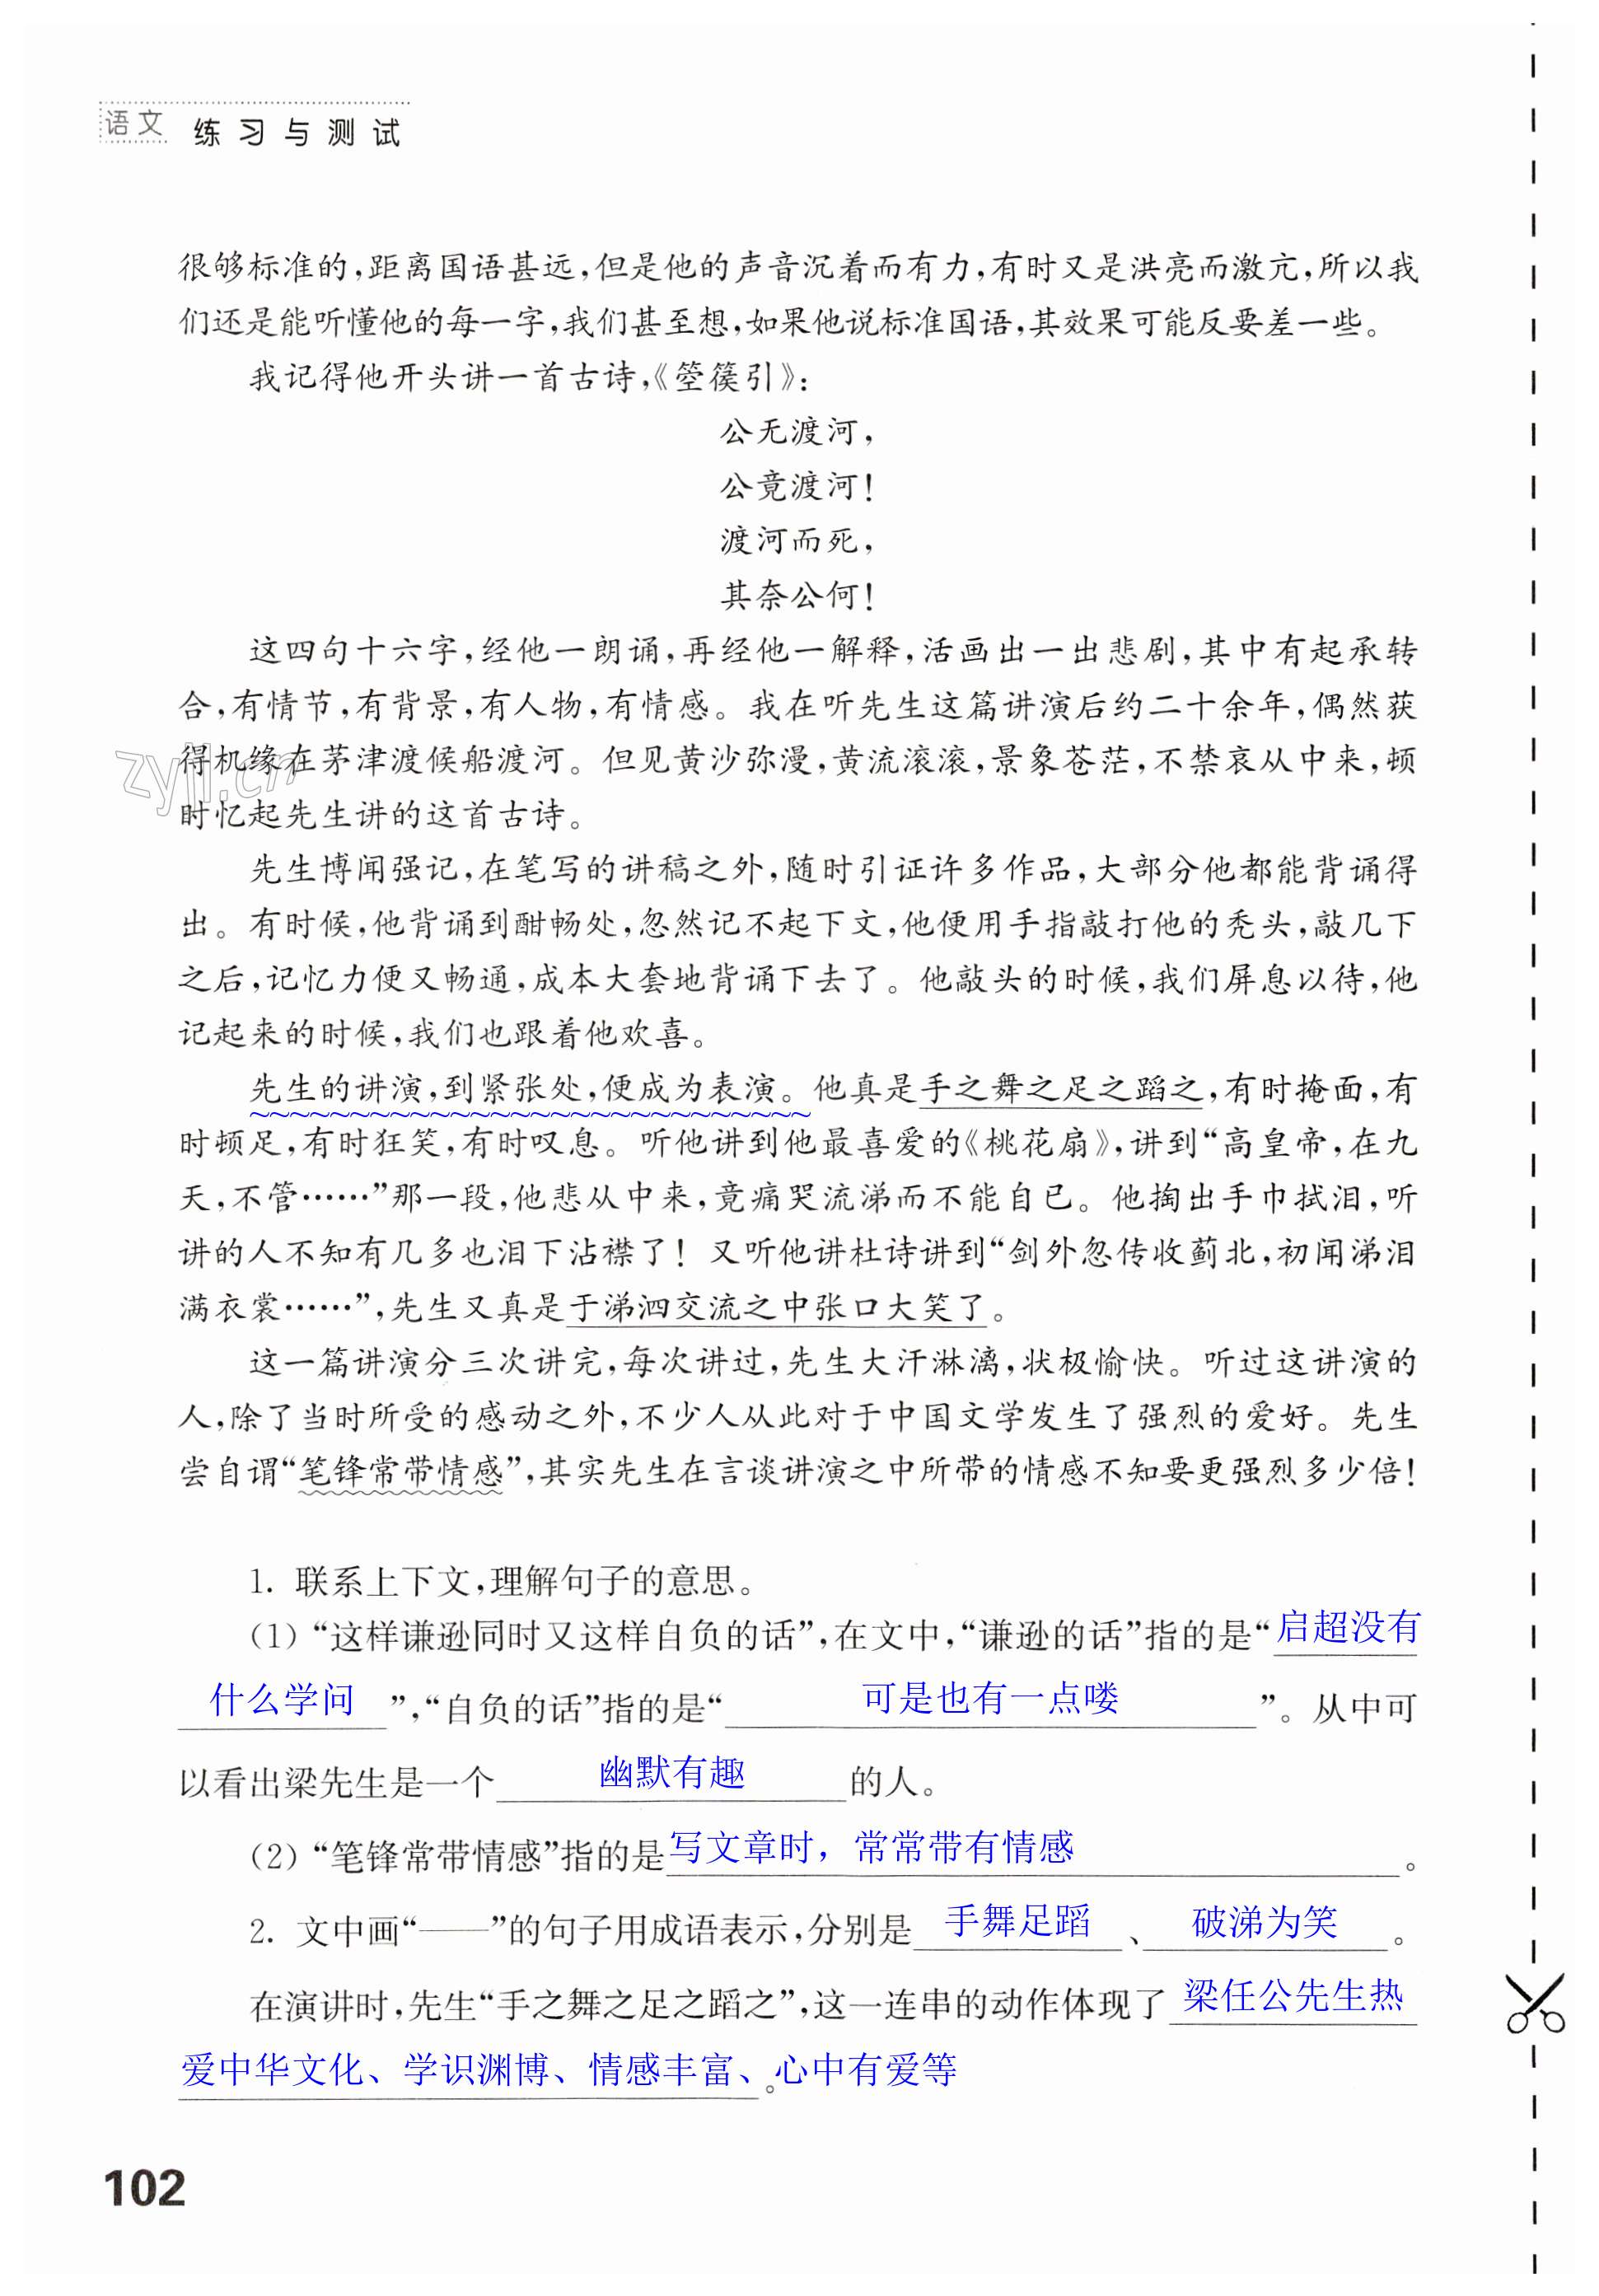 语文 练习与测试
很够标准的,距离国语甚远,但是他的声音沉着而有力,有时又是洪亮而激亢,所以我
们还是能听懂他的每一字,我们甚至想,如果他说标准国语,其效果可能反要差一些。
我记得他开头讲一首古诗,《箜篌引》:
公无渡河,
公竟渡河!
渡河而死,
其奈公何!
这四句十六字,经他一朗诵,再经他一解释,活画出一出悲剧,其中有起承转
合,有情节,有背景,有人物,有情感。我在听先生这篇讲演后约二十余年,偶然获
得机缘在茅津渡候船渡河。但见黄沙弥漫,黄流滚滚,景象苍茫,不禁哀从中来,顿
时忆起先生讲的这首古诗。
zyjl.cn
先生博闻强记,在笔写的讲稿之外,随时引证许多作品,大部分他都能背诵得
出。有时候,他背诵到酣畅处,忽然记不起下文,他便用手指敲打他的秃头,敲几下
之后,记忆力便又畅通,成本大套地背诵下去了。他敲头的时候,我们屏息以待,他
记起来的时候,我们也跟着他欢喜。
先生的讲演,到紧张处,便成为表演。他真是手之舞之足之蹈之,有时掩面,有
时顿足,有时狂笑,有时叹息。听他讲到他最喜爱的《桃花扇》,讲到“高皇帝,在九
天,不管……”那一段,他悲从中来,竟痛哭流涕而不能自已。他掏出手巾拭泪,听
讲的人不知有几多也泪下沾襟了!又听他讲杜诗讲到“剑外忽传收蓟北,初闻涕泪
满衣裳……”,先生又真是于涕泗交流之中张口大笑了。
这一篇讲演分三次讲完,每次讲过,先生大汗淋漓,状极愉快。听过这讲演的
人,除了当时所受的感动之外,不少人从此对于中国文学发生了强烈的爱好。先生
尝自谓“笔锋常带情感”,其实先生在言谈讲演之中所带的情感不知要更强烈多少倍!
1. 联系上下文,理解句子的意思。
(1)“这样谦逊同时又这样自负的话”,在文中,“谦逊的话”指的是“启超没有
什么学问”,“自负的话”指的是“可是也有一点喽”。从中可
以看出梁先生是一个幽默有趣的人。
(2)“笔锋常带情感”指的是写文章时，常常带有情感。
2. 文中画“——”的句子用成语表示,分别是手舞足蹈、破涕为笑。
在演讲时,先生“手之舞之足之蹈之”,这一连串的动作体现了梁任公先生热
爱中华文化、学识渊博、情感丰富、心中有爱等。
102